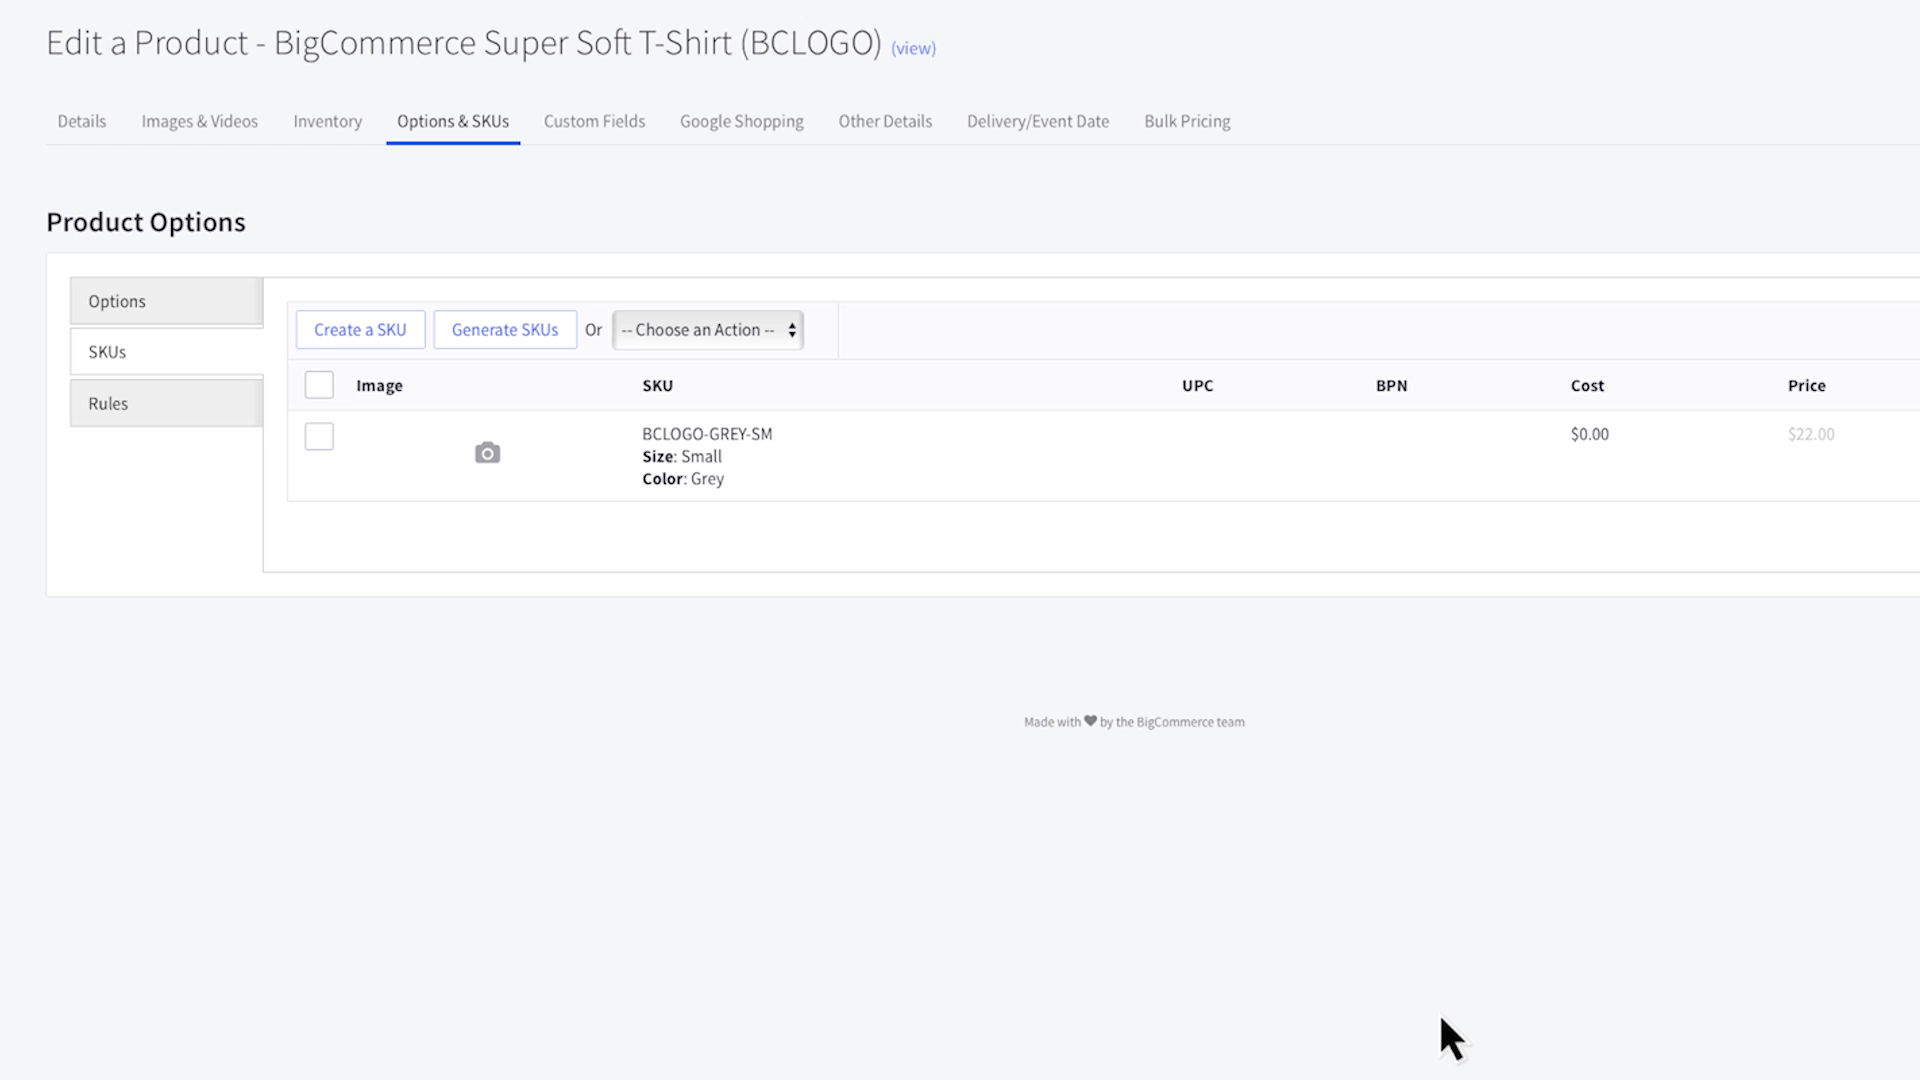 Edit a Product - BigCommerce Super Soft T-Shirt (BCLOGO) (view)
Details Images & Videos Inventory Options & SKUs Custom Fields Google Shopping Other Details Delivery/Event Date Bulk Pricing
Product Options
Options
SKUs
Rules
Create a SKU Generate SKUs Or -- Choose an Action --
Image SKU UPC BPN Cost Price
BCLOGO-GREY-SM $0.00 $22.00
Size: Small
Color: Grey
Made with ❤ by the BigCommerce team